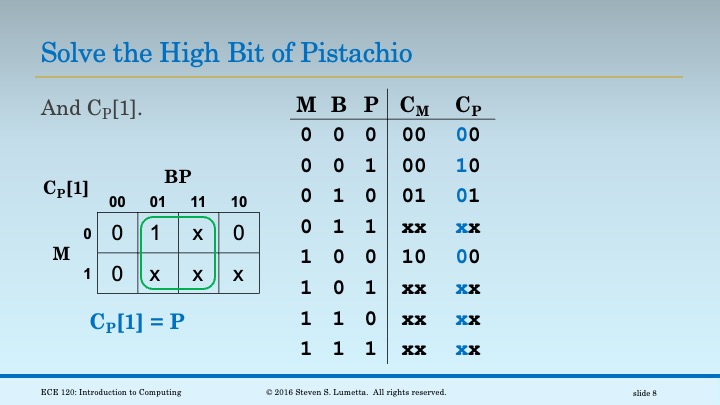 Solve the High Bit of Pistachio
And C_P[1].
C_P[1]
BP
00 01 11 10
M
0 0 1 x 0
1 0 x x x
C_P[1] = P
M B P C_M C_P
0 0 0 00 00
0 0 1 00 10
0 1 0 01 01
0 1 1 xx xx
1 0 0 10 00
1 0 1 xx xx
1 1 0 xx xx
1 1 1 xx xx
ECE 120: Introduction to Computing
© 2016 Steven S. Lumetta. All rights reserved.
slide 8